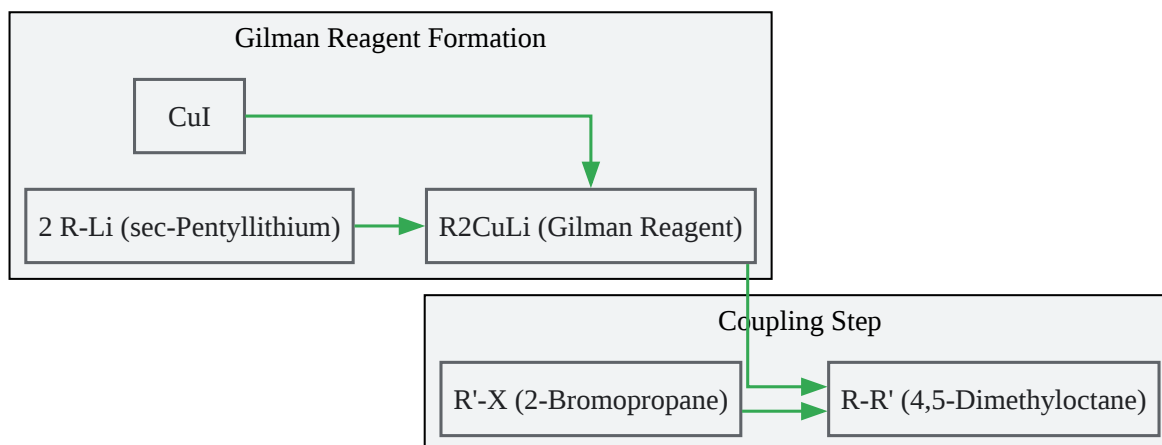 Gilman Reagent Formation
CuI
2 R-Li (sec-Pentyllithium)
R2CuLi (Gilman Reagent)
Coupling Step
R'-X (2-Bromopropane)
R-R' (4,5-Dimethyloctane)